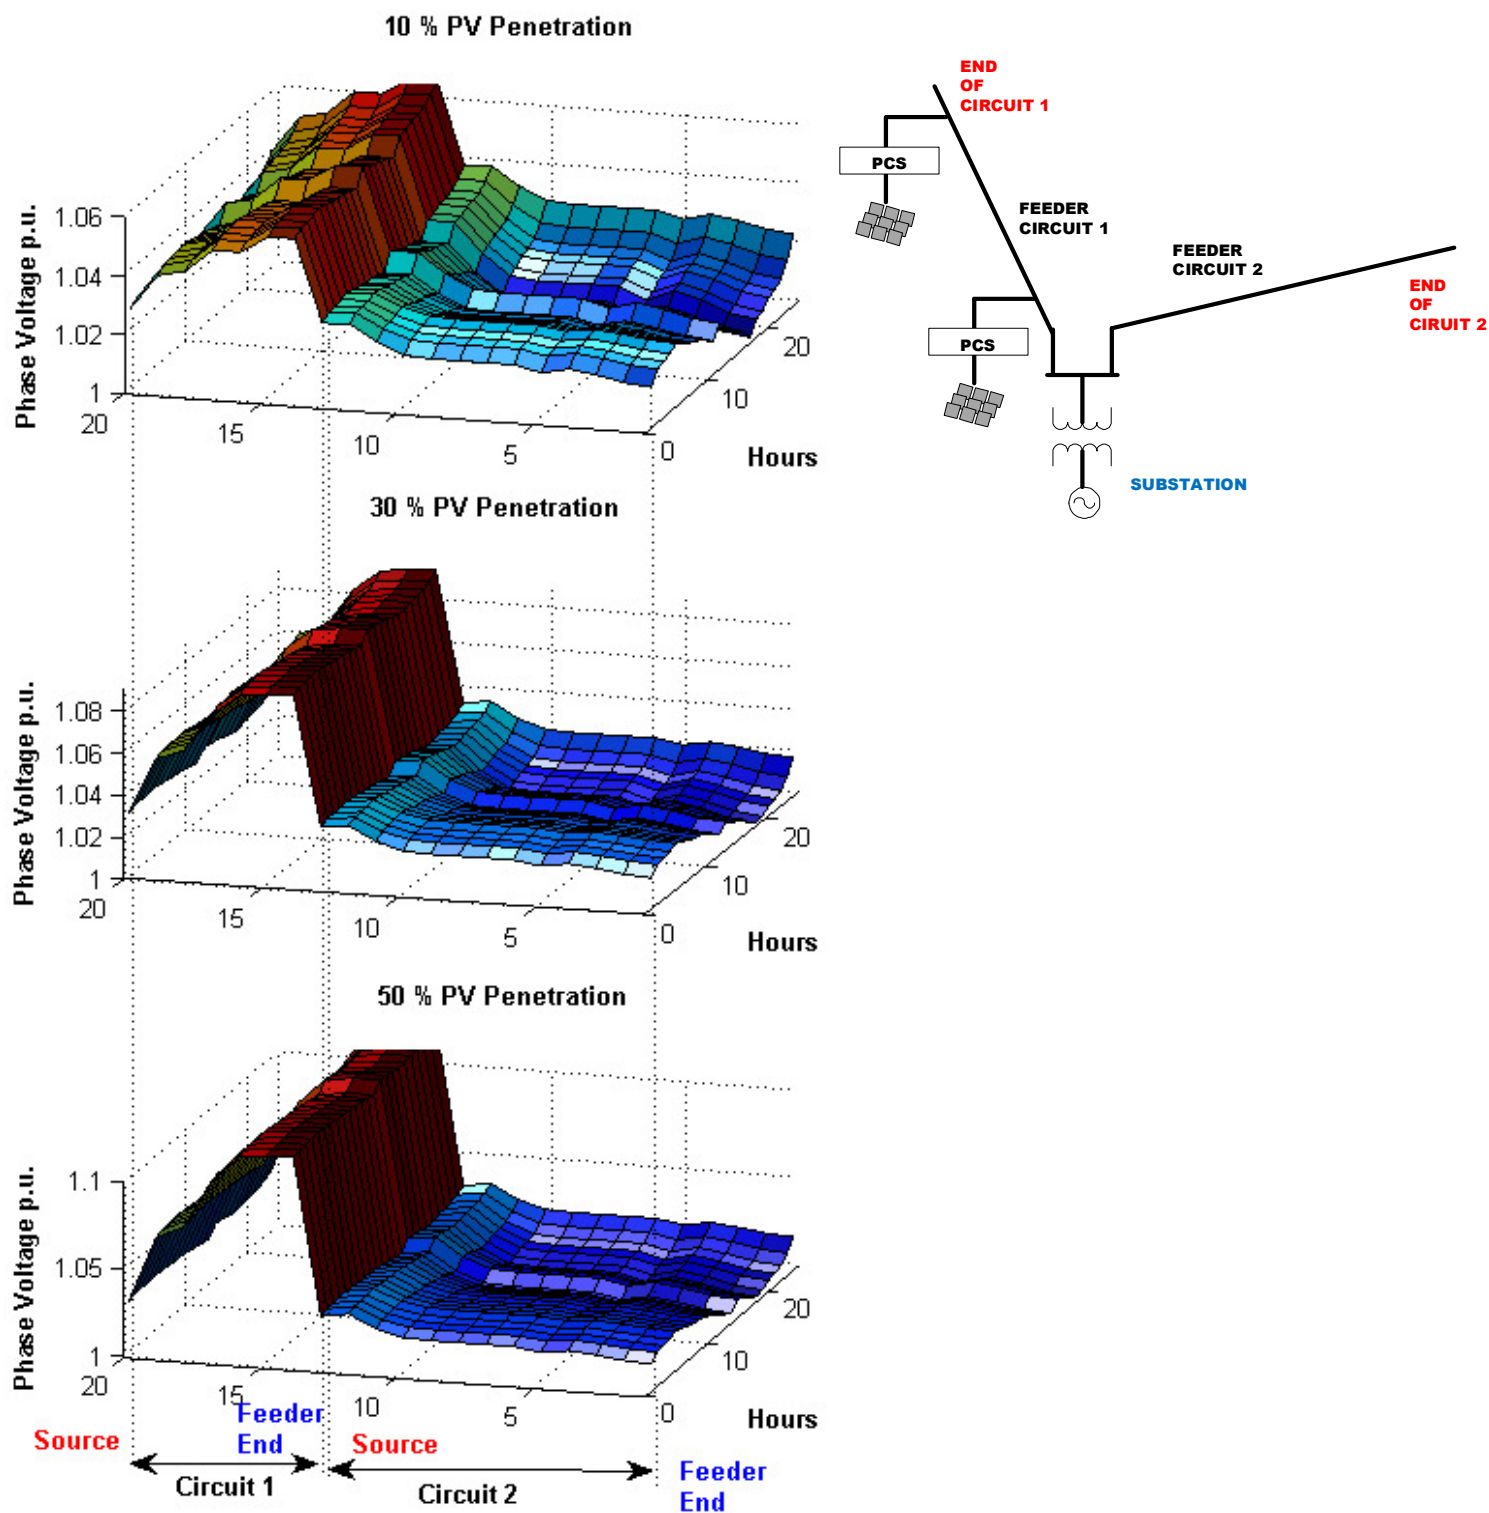 10 % PV Penetration
Phase Voltage p.u.
1.06
1.04
1.02
1
20
15
10
5
0
10
20
Hours
END
OF
CIRCUIT 1
PCS
FEEDER
CIRCUIT 1
FEEDER
CIRCUIT 2
END
OF
CIRUIT 2
PCS
SUBSTATION
30 % PV Penetration
Phase Voltage p.u.
1.08
1.06
1.04
1.02
1
20
15
10
5
0
10
20
Hours
50 % PV Penetration
Phase Voltage p.u.
1.1
1.05
1
20
15
10
5
0
10
20
Hours
Source
Feeder
End
Source
Feeder
End
Circuit 1
Circuit 2